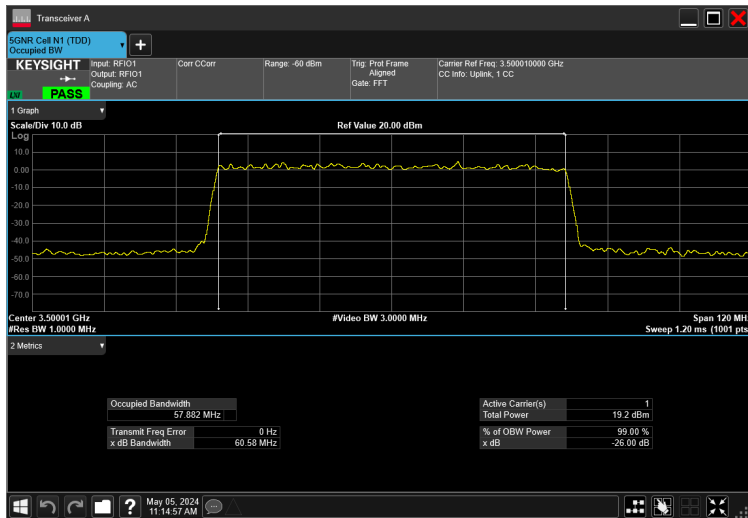 Transceiver A
5GNR Cell N1 (TDD)
Occupied BW
KEYSIGHT
LXI
PASS
Input: RFIO1
Output: RFIO1
Coupling: AC
Corr CCorr
Range: -60 dBm
Trig: Prot Frame
Aligned
Gate: FFT
Carrier Ref Freq: 3.500010000 GHz
CC Info: Uplink, 1 CC
1 Graph
Scale/Div 10.0 dB
Ref Value 20.00 dBm
Log
10.0
0.00
-10.0
-20.0
-30.0
-40.0
-50.0
-60.0
-70.0
Center 3.50001 GHz
#Video BW 3.0000 MHz
Span 120 MH
#Res BW 1.0000 MHz
Sweep 1.20 ms (1001 pts
2 Metrics
Occupied Bandwidth
57.882 MHz
Transmit Freq Error 0 Hz
x dB Bandwidth 60.58 MHz
Active Carrier(s) 1
Total Power 19.2 dBm
% of OBW Power 99.00 %
x dB -26.00 dB
?
May 05, 2024
11:14:57 AM